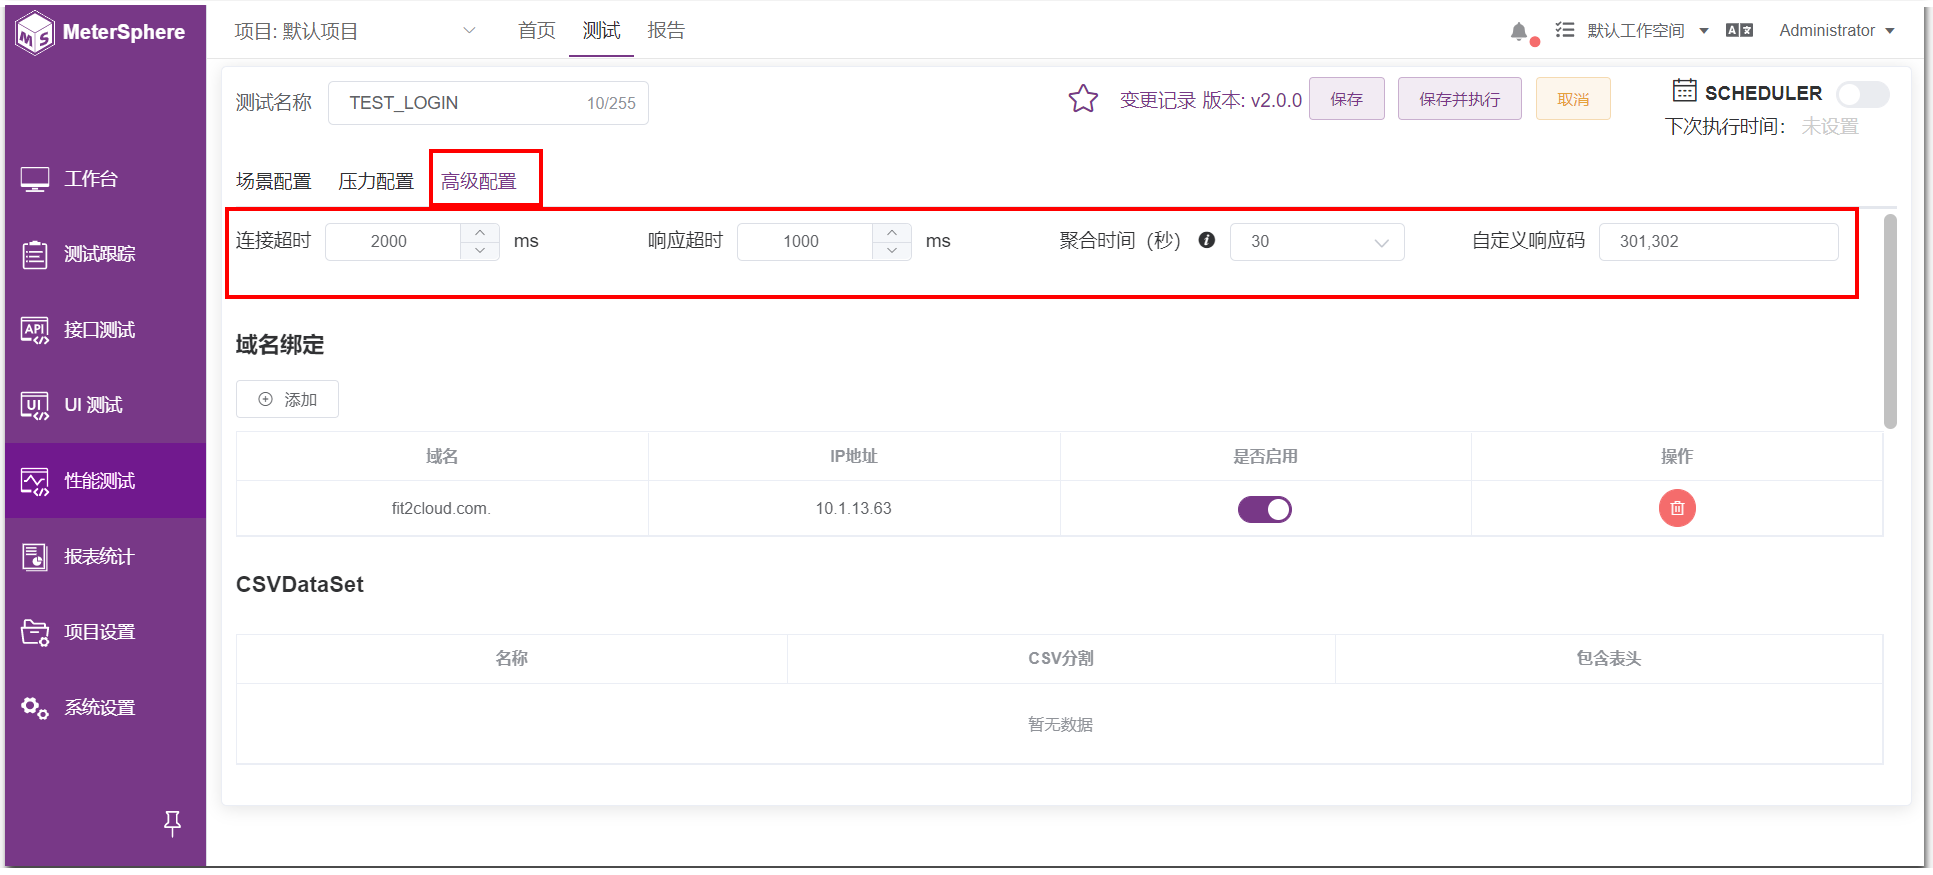 MeterSphere
项目: 默认项目
首页
测试
报告
默认工作空间
Administrator
测试名称
TEST_LOGIN
10/255
变更记录 版本: v2.0.0
保存
保存并执行
取消
SCHEDULER
下次执行时间:
未设置
工作台
测试跟踪
接口测试
UI 测试
性能测试
报表统计
项目设置
系统设置
场景配置
压力配置
高级配置
连接超时 2000 ms
响应超时 1000 ms
聚合时间（秒） 30
自定义响应码 301,302
域名绑定
添加
域名 IP地址 是否启用 操作
fit2cloud.com. 10.1.13.63
CSVDataSet
名称 CSV分割 包含表头
暂无数据